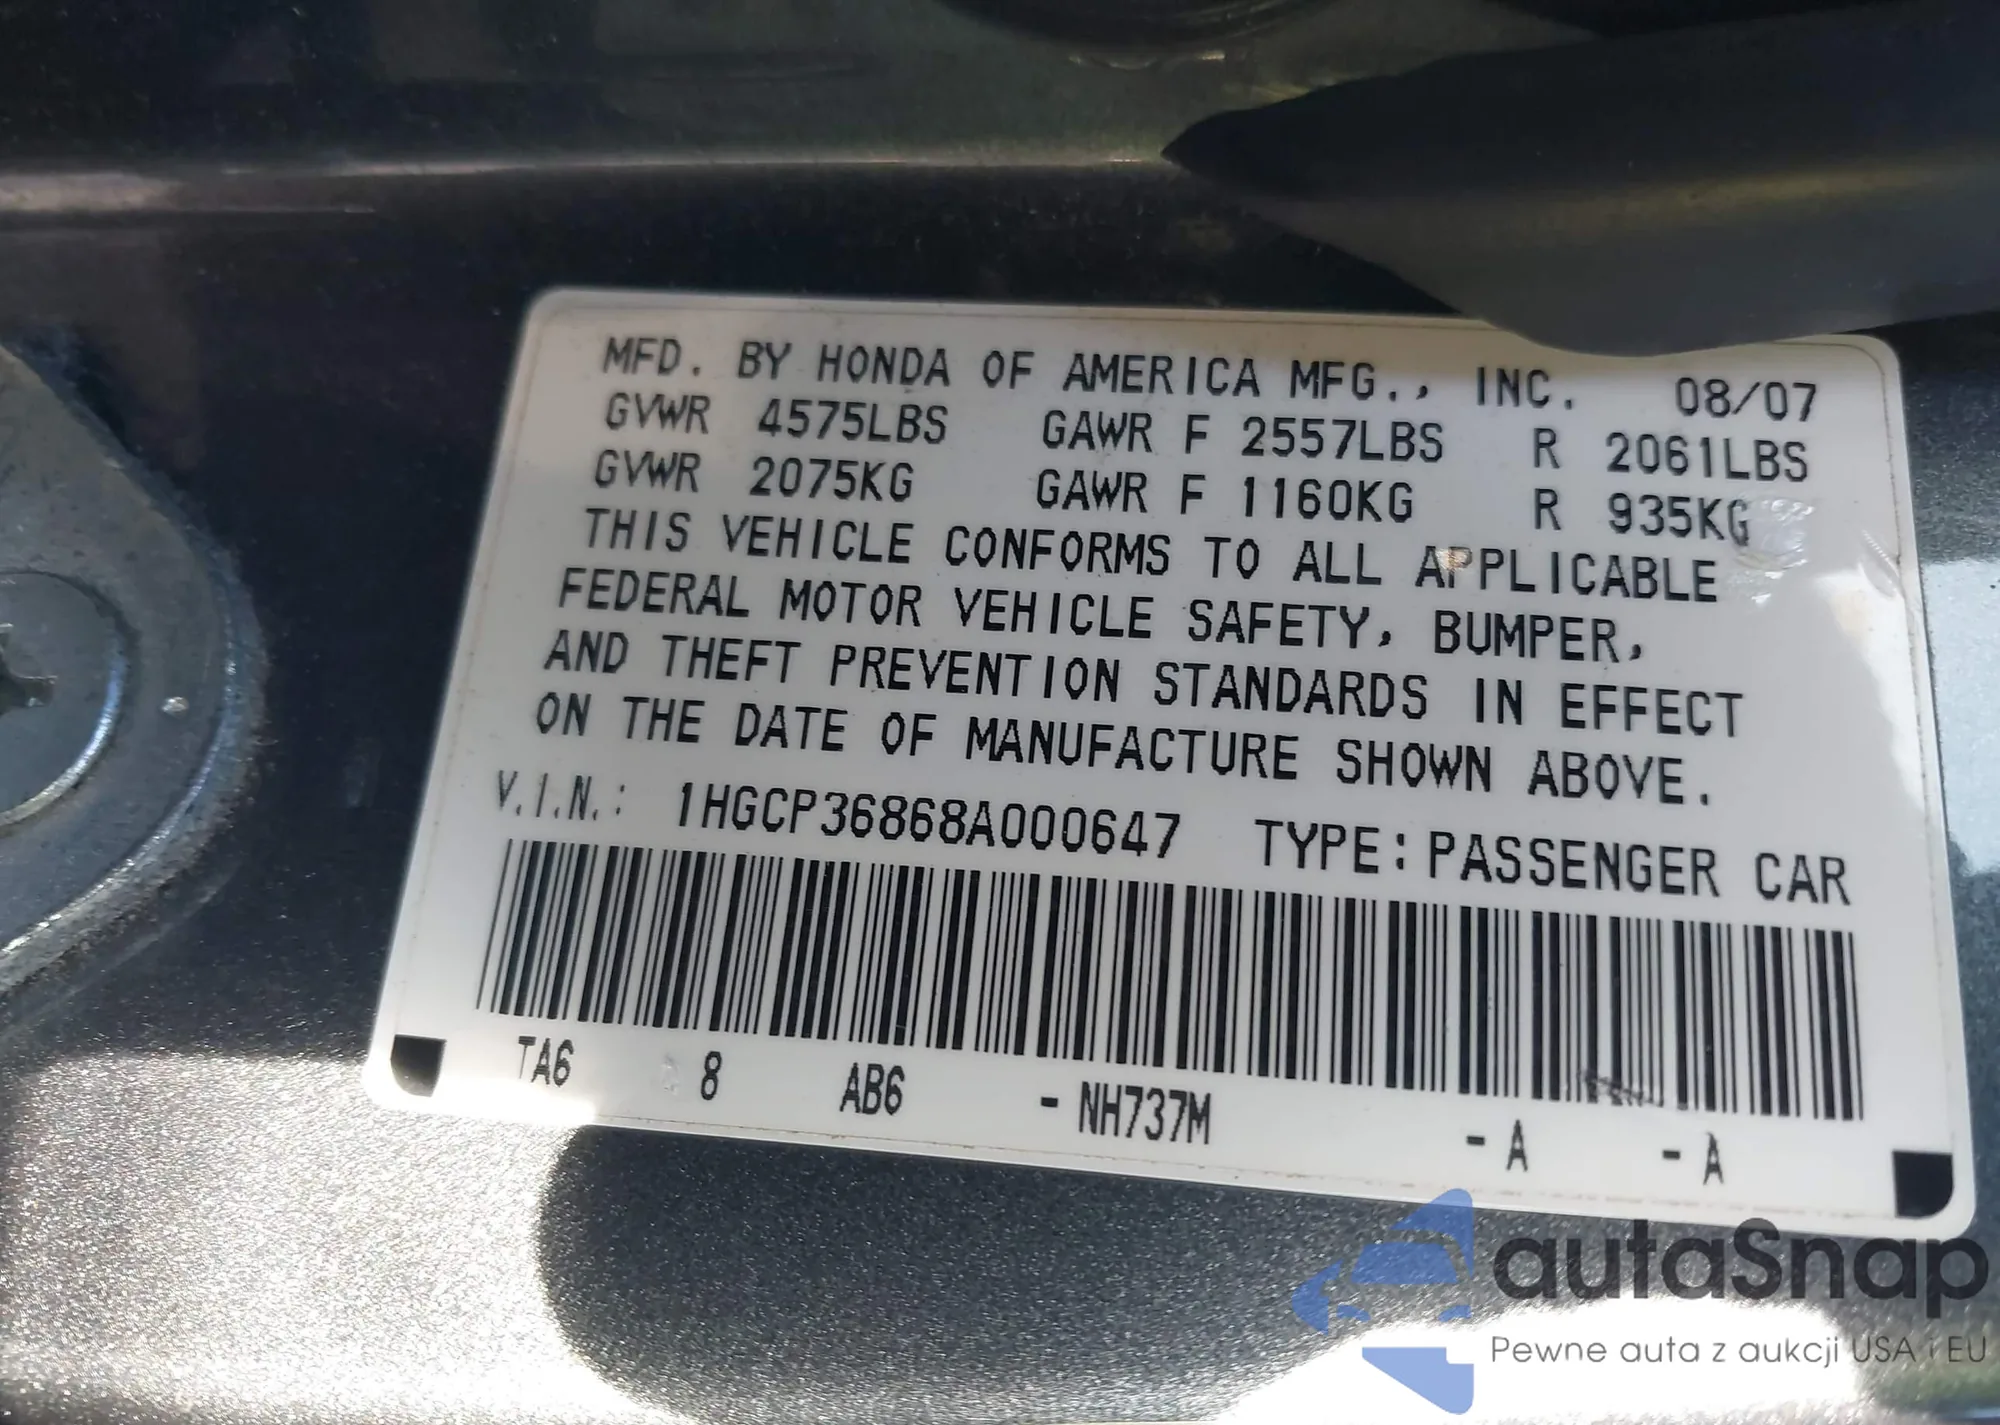 MFD. BY HONDA OF AMERICA MFG., INC. 08/07
GVWR 4575LBS GAWR F 2557LBS R 2061LBS
GVWR 2075KG GAWR F 1160KG R 935KG
THIS VEHICLE CONFORMS TO ALL APPLICABLE
FEDERAL MOTOR VEHICLE SAFETY, BUMPER,
AND THEFT PREVENTION STANDARDS IN EFFECT
ON THE DATE OF MANUFACTURE SHOWN ABOVE.
V.I.N.: 1HGCP36868A000647 TYPE:PASSENGER CAR
TA6 8 AB6 -NH737M -A -A
autaSnap
Pewne auta z aukcji USA i EU